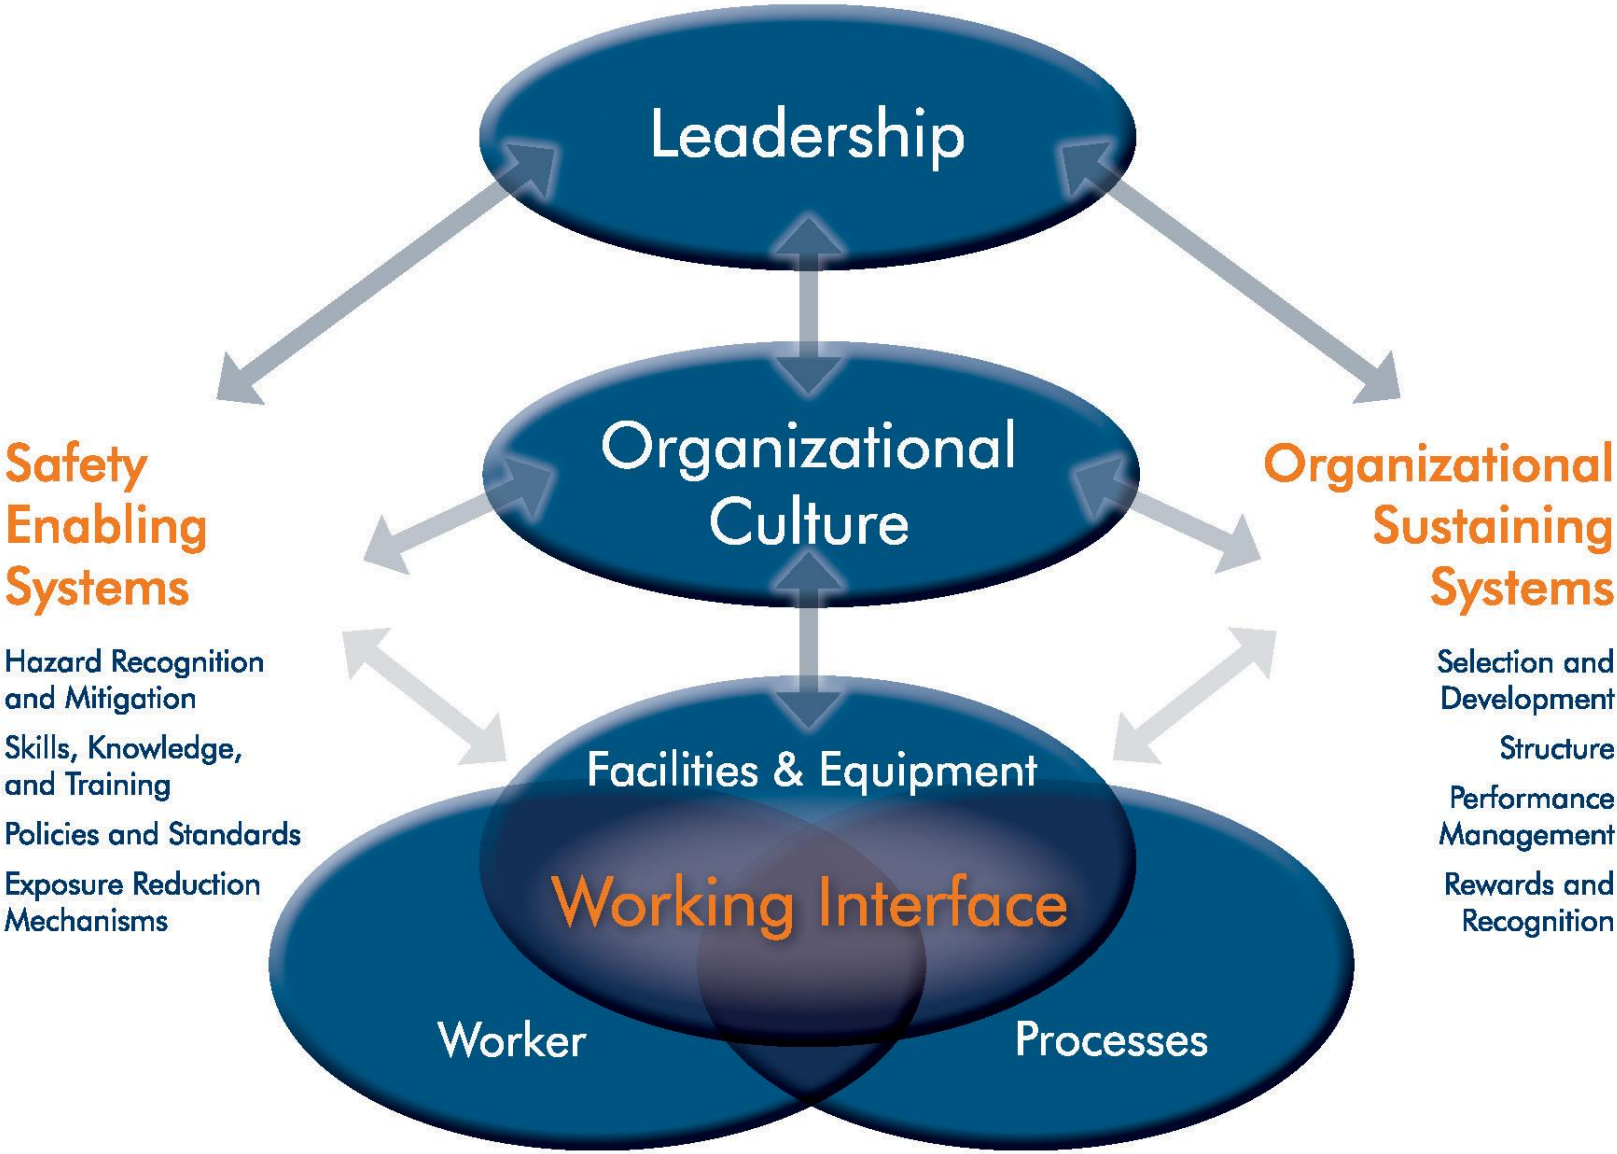 Leadership
Organizational
Culture
Safety
Enabling
Systems
Hazard Recognition
and Mitigation
Skills, Knowledge,
and Training
Policies and Standards
Exposure Reduction
Mechanisms
Organizational
Sustaining
Systems
Selection and
Development
Structure
Performance
Management
Rewards and
Recognition
Facilities & Equipment
Working Interface
Worker
Processes